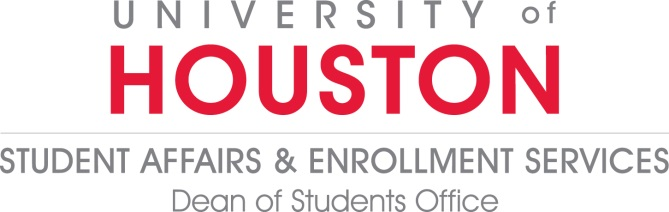 UNIVERSITY of
HOUSTON
STUDENT AFFAIRS & ENROLLMENT SERVICES
Dean of Students Office